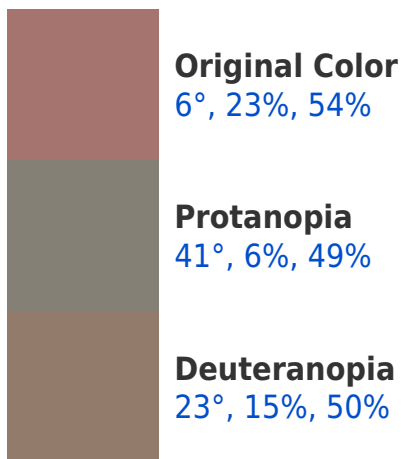 Original Color
6°, 23%, 54%
Protanopia
41°, 6%, 49%
Deuteranopia
23°, 15%, 50%